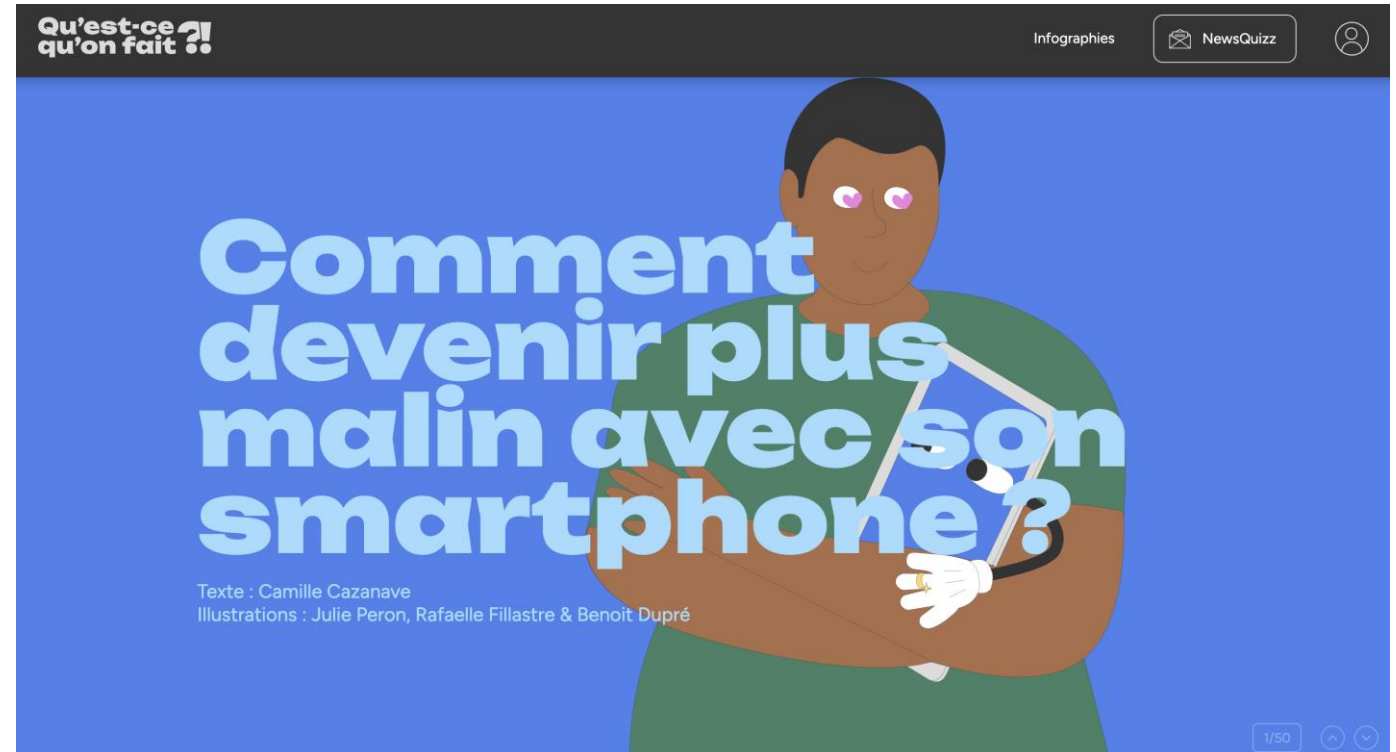 Qu'est-ce
qu'on fait ?!
Infographies
NewsQuizz
Comment
devenir plus
malin avec son
smartphone ?
Texte : Camille Cazanave
Illustrations : Julie Peron, Rafaelle Fillastre & Benoit Dupré
1/50